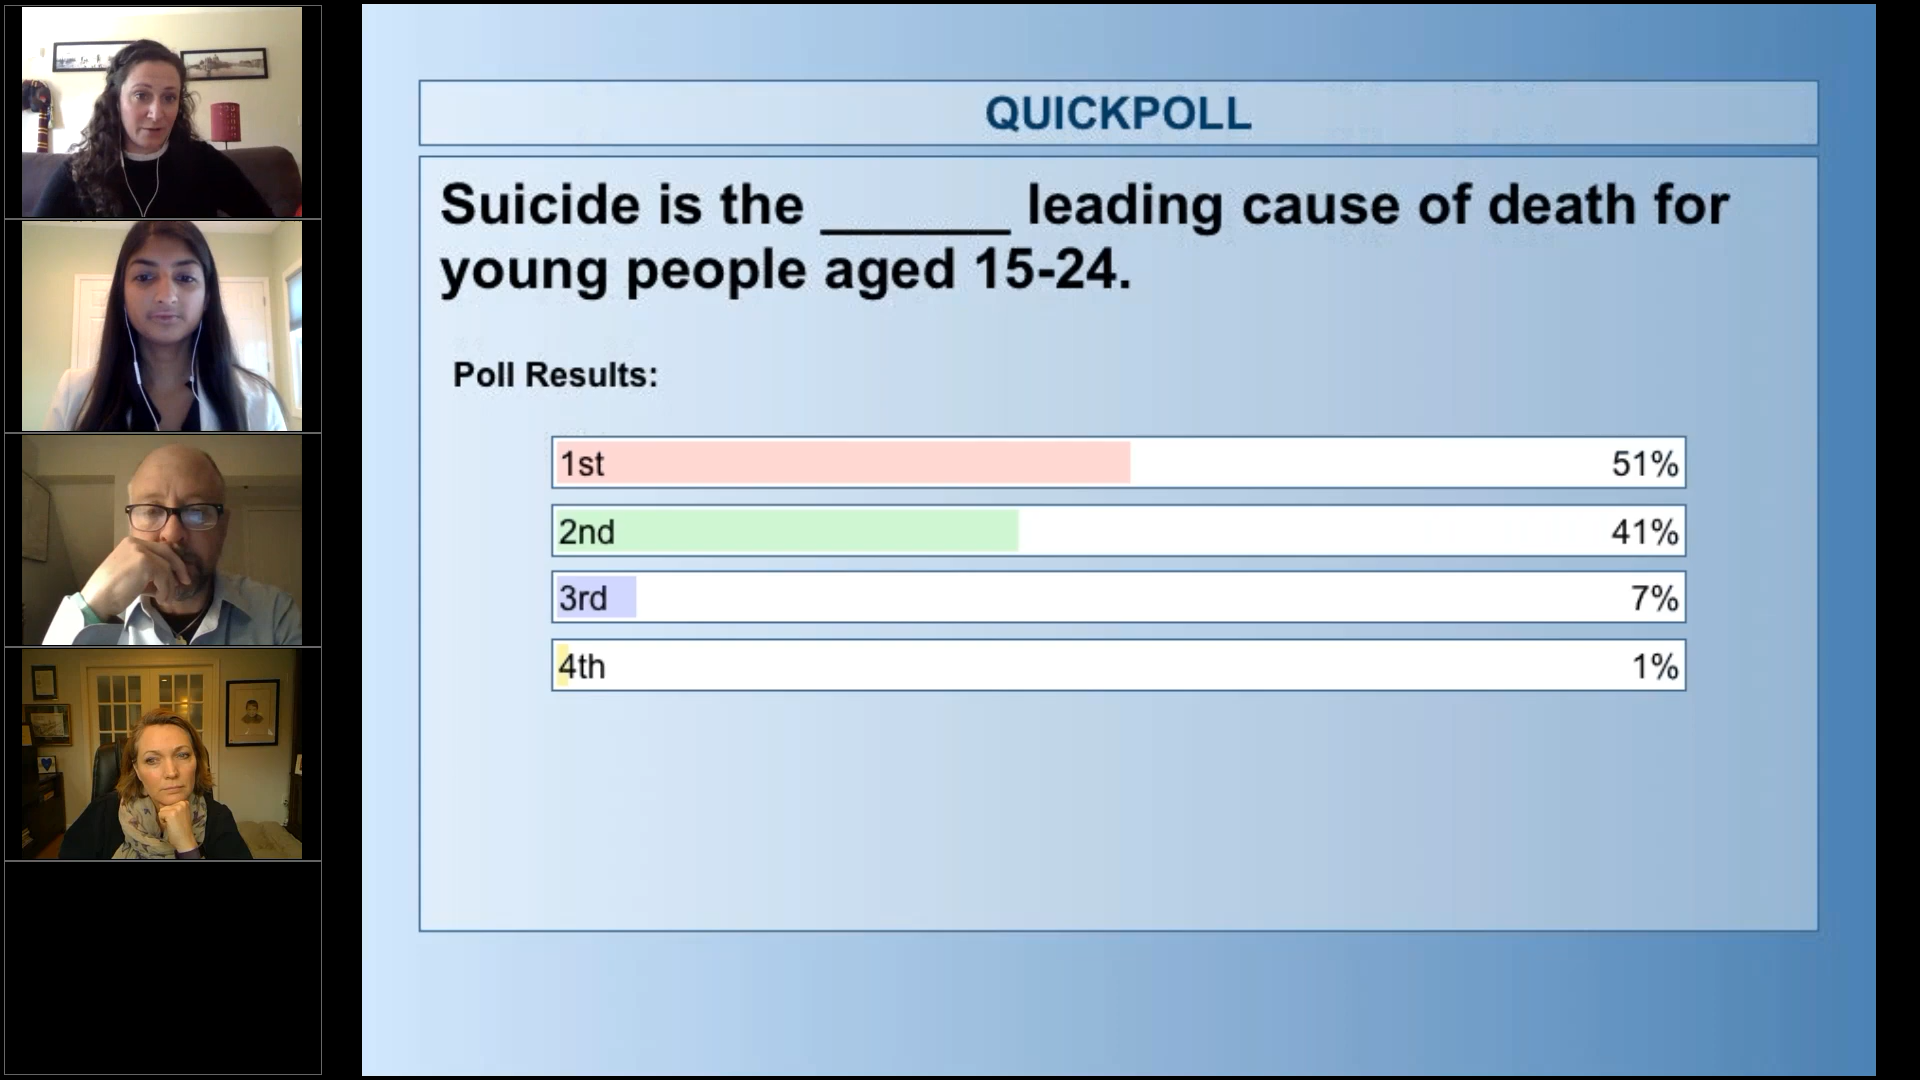 QUICKPOLL
Suicide is the ______ leading cause of death for
young people aged 15-24.
Poll Results:
1st 51%
2nd 41%
3rd 7%
4th 1%